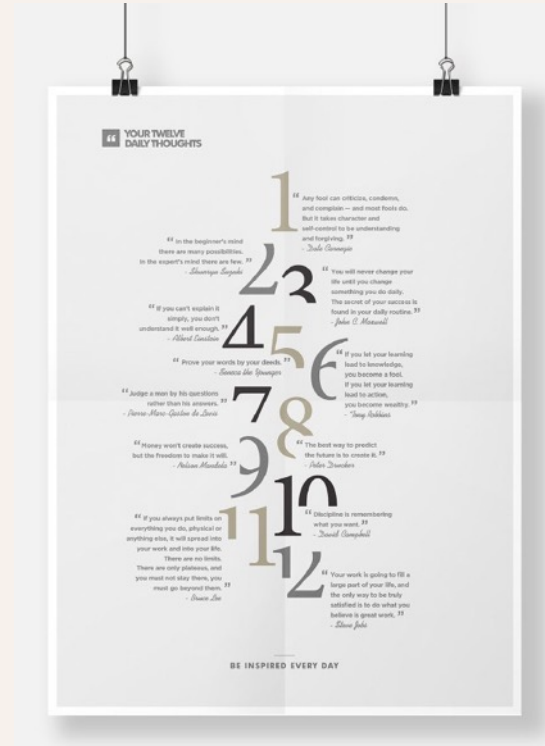 YOUR TWELVE
DAILY THOUGHTS
1
“ Any fool can criticize, condemn,
and complain — and most fools do.
But it takes character and
self-control to be understanding
and forgiving. ”
- Dale Carnegie
“ In the beginner's mind
there are many possibilities.
In the expert's mind there are few. ”
- Shunryu Suzuki
2
3
“ You will never change your
life until you change
something you do daily.
The secret of your success is
found in your daily routine. ”
- John C. Maxwell
“ If you can't explain it
simply, you don't
understand it well enough. ”
- Albert Einstein
4
5
“ Prove your words by your deeds. ”
- Seneca the Younger
6
“ If you let your learning
lead to knowledge,
you become a fool.
If you let your learning
lead to action,
you become wealthy. ”
- Tony Robbins
“ Judge a man by his questions
rather than his answers. ”
- Pierre-Marc-Gaston de Levis
7
8
“ The best way to predict
the future is to create it. ”
- Peter Drucker
“ Money won't create success,
but the freedom to make it will.
- Nelson Mandela ”
9
10
“ Discipline is remembering
what you want. ”
- David Campbell
“ If you always put limits on
everything you do, physical or
anything else, it will spread into
your work and into your life.
There are no limits.
There are only plateaus, and
you must not stay there, you
must go beyond them. ”
- Bruce Lee
11
12
“ Your work is going to fill a
large part of your life, and
the only way to be truly
satisfied is to do what you
believe is great work. ”
- Steve Jobs
BE INSPIRED EVERY DAY